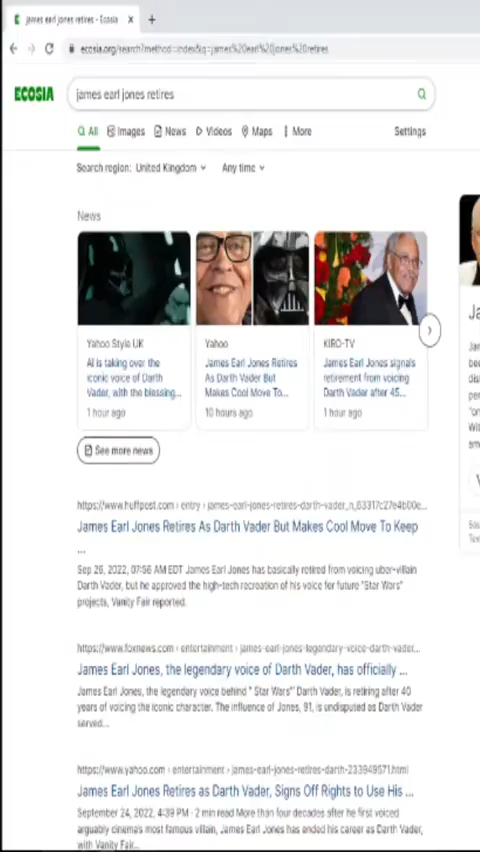 james earl jones retires - Ecosia
ecosia.org/search?method=index&q=james%20earl%20jones%20retires
ECOSIA
james earl jones retires
All Images News Videos Maps More Settings
Search region: United Kingdom Any time
News
Yahoo Style UK
AI is taking over the
iconic voice of Darth
Vader, with the blessing...
1 hour ago
Yahoo
James Earl Jones Retires
As Darth Vader But
Makes Cool Move To...
10 hours ago
KIRO-TV
James Earl Jones signals
retirement from voicing
Darth Vader after 45...
1 hour ago
See more news
https://www.huffpost.com › entry › james-earl-jones-retires-darth-vader_n_63317c27e4b00e...
James Earl Jones Retires As Darth Vader But Makes Cool Move To Keep
...
Sep 26, 2022, 07:56 AM EDT James Earl Jones has basically retired from voicing uber-villain
Darth Vader, but he approved the high-tech recreation of his voice for future "Star Wars"
projects, Vanity Fair reported.
https://www.foxnews.com › entertainment › james-earl-jones-legendary-voice-darth-vader...
James Earl Jones, the legendary voice of Darth Vader, has officially ...
James Earl Jones, the legendary voice behind " Star Wars'" Darth Vader, is retiring after 40
years of voicing the iconic character. The influence of Jones, 91, is undisputed as Darth Vader
served...
https://www.yahoo.com › entertainment › james-earl-jones-retires-darth-233949571.html
James Earl Jones Retires as Darth Vader, Signs Off Rights to Use His ...
September 24, 2022, 4:39 PM · 2 min read More than four decades after he first voiced
arguably cinema's most famous villain, James Earl Jones has ended his career as Darth Vader,
with Vanity Fair...